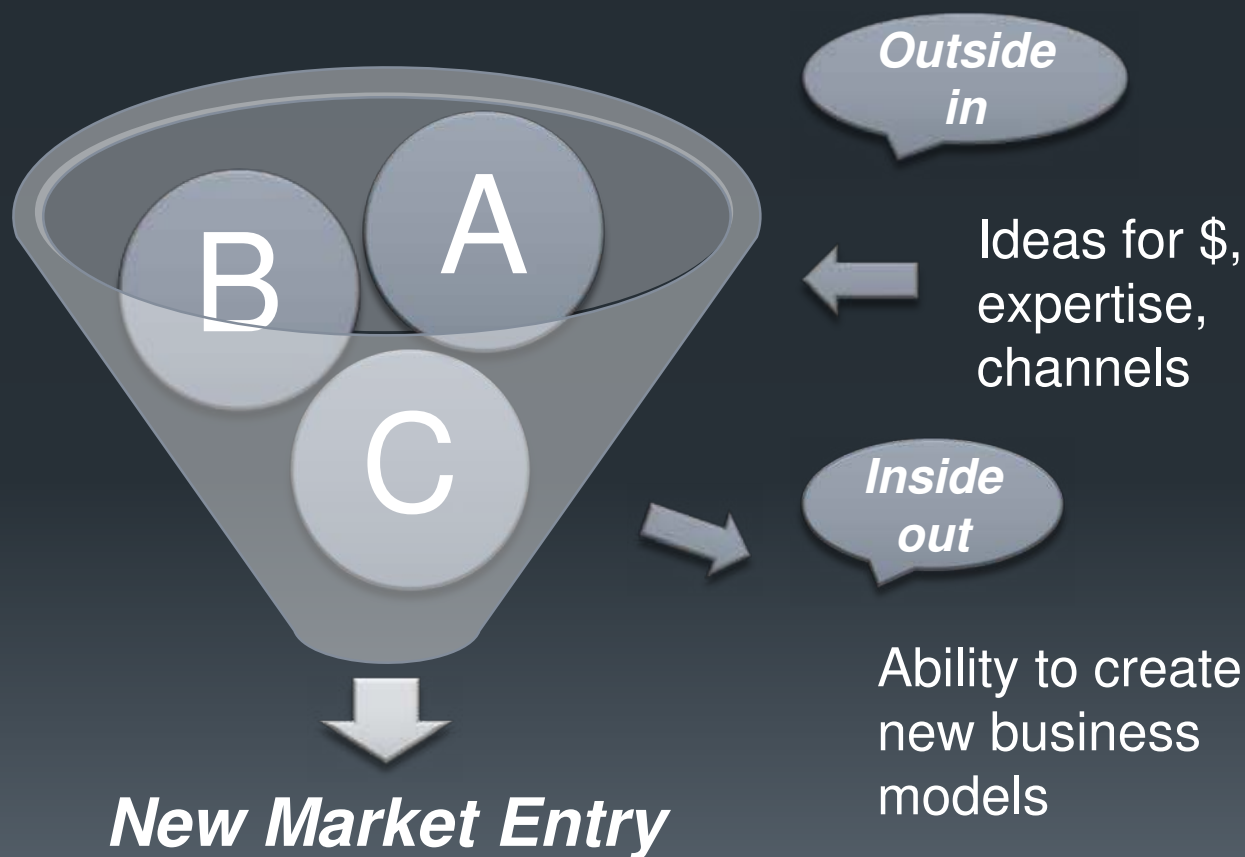 Outside
in
A
B
Ideas for $,
expertise,
channels
C
Inside
out
Ability to create
new business
models
New Market Entry